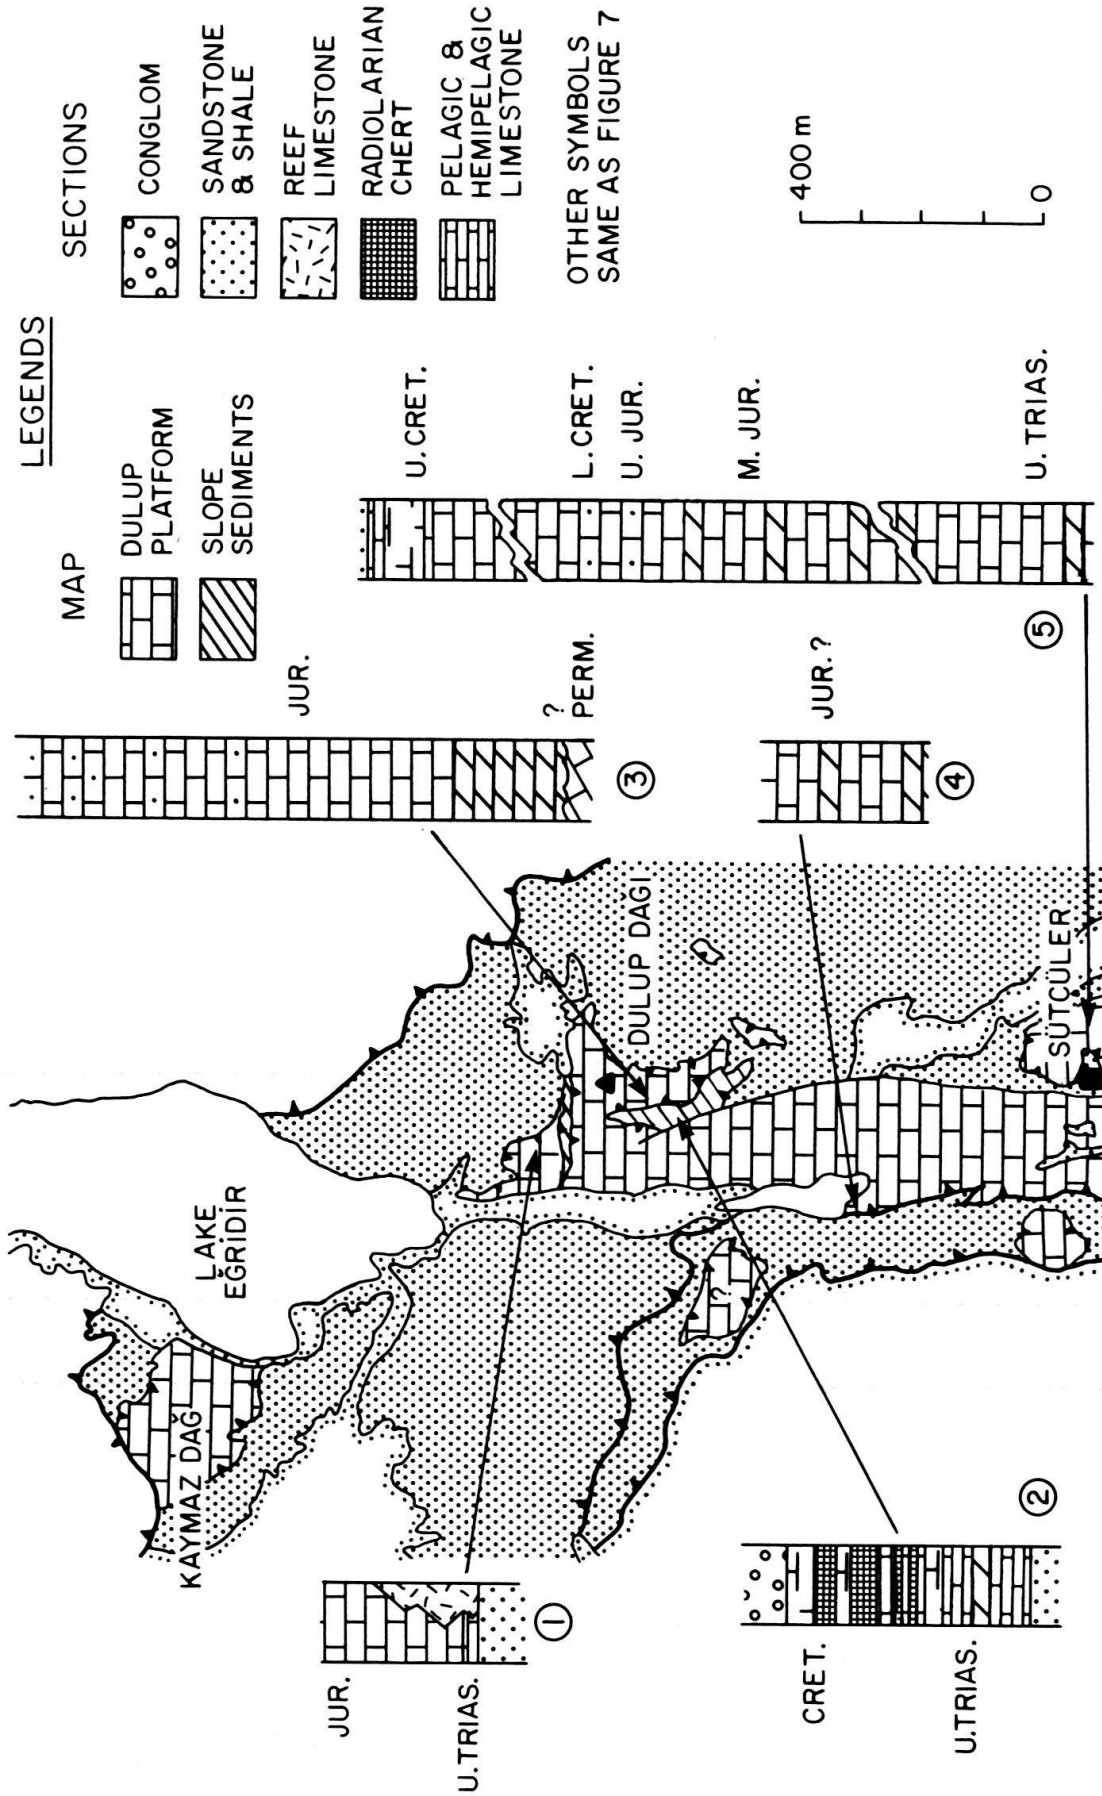 LEGENDS
MAP
DULUP
PLATFORM
SLOPE
SEDIMENTS
SECTIONS
CONGLOM
SANDSTONE
& SHALE
REEF
LIMESTONE
RADIOLARIAN
CHERT
PELAGIC &
HEMIPELAGIC
LIMESTONE
OTHER SYMBOLS
SAME AS FIGURE 7
400 m
0
JUR.
?
PERM.
3
JUR.?
4
U. CRET.
L. CRET.
U. JUR.
M. JUR.
U. TRIAS.
5
LAKE
EĞRIDIR
KAYMAZ DAĞ
DULUP DAĞI
SUTCULER
?
JUR.
U.TRIAS.
1
CRET.
U.TRIAS.
2